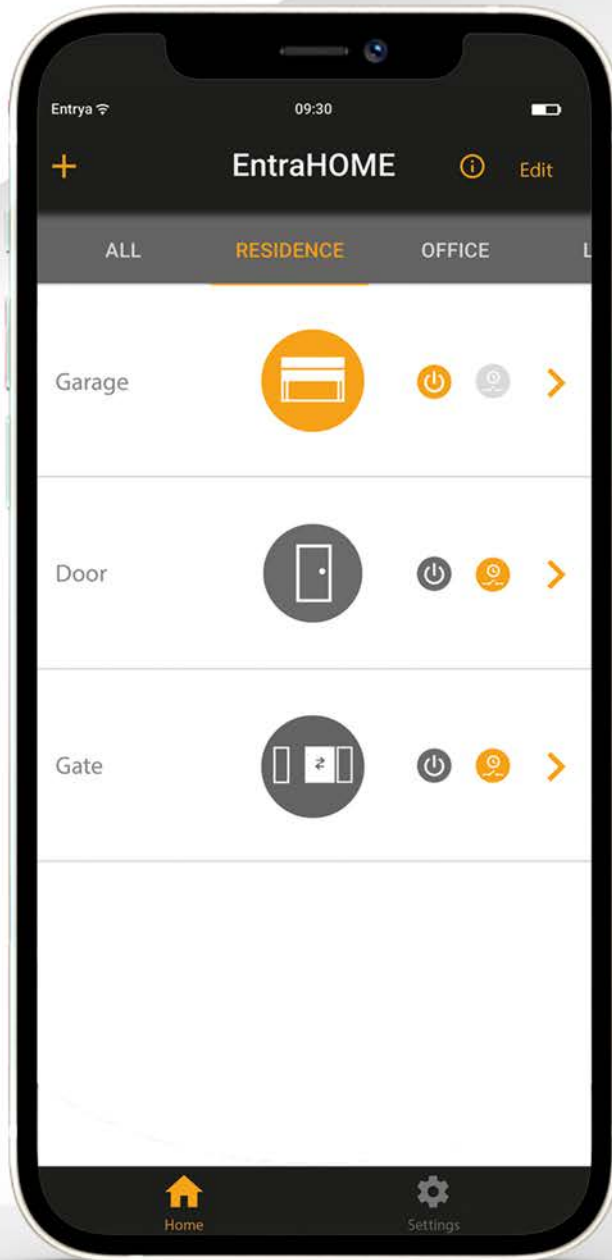 Entrya 09:30
EntraHOME Edit
ALL RESIDENCE OFFICE L
Garage
Door
Gate
Home Settings